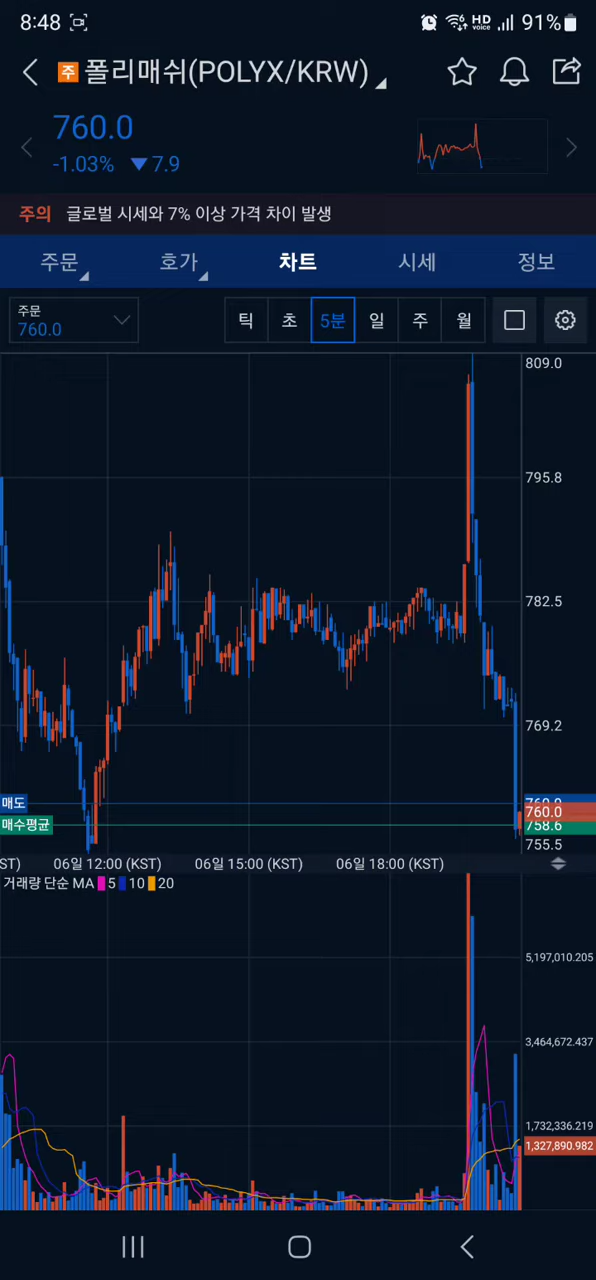 8:48 HD voice 91%
주 폴리매쉬(POLYX/KRW)
760.0
-1.03% ▼7.9
주의 글로벌 시세와 7% 이상 가격 차이 발생
주문 호가 차트 시세 정보
주문
760.0
틱 초 5분 일 주 월
809.0
795.8
782.5
769.2
매도
760.0
매수평균 758.6
755.5
ST) 06일 12:00 (KST) 06일 15:00 (KST) 06일 18:00 (KST)
거래량 단순 MA 5 10 20
5,197,010.205
3,464,672.437
1,732,336.219
1,327,890.982